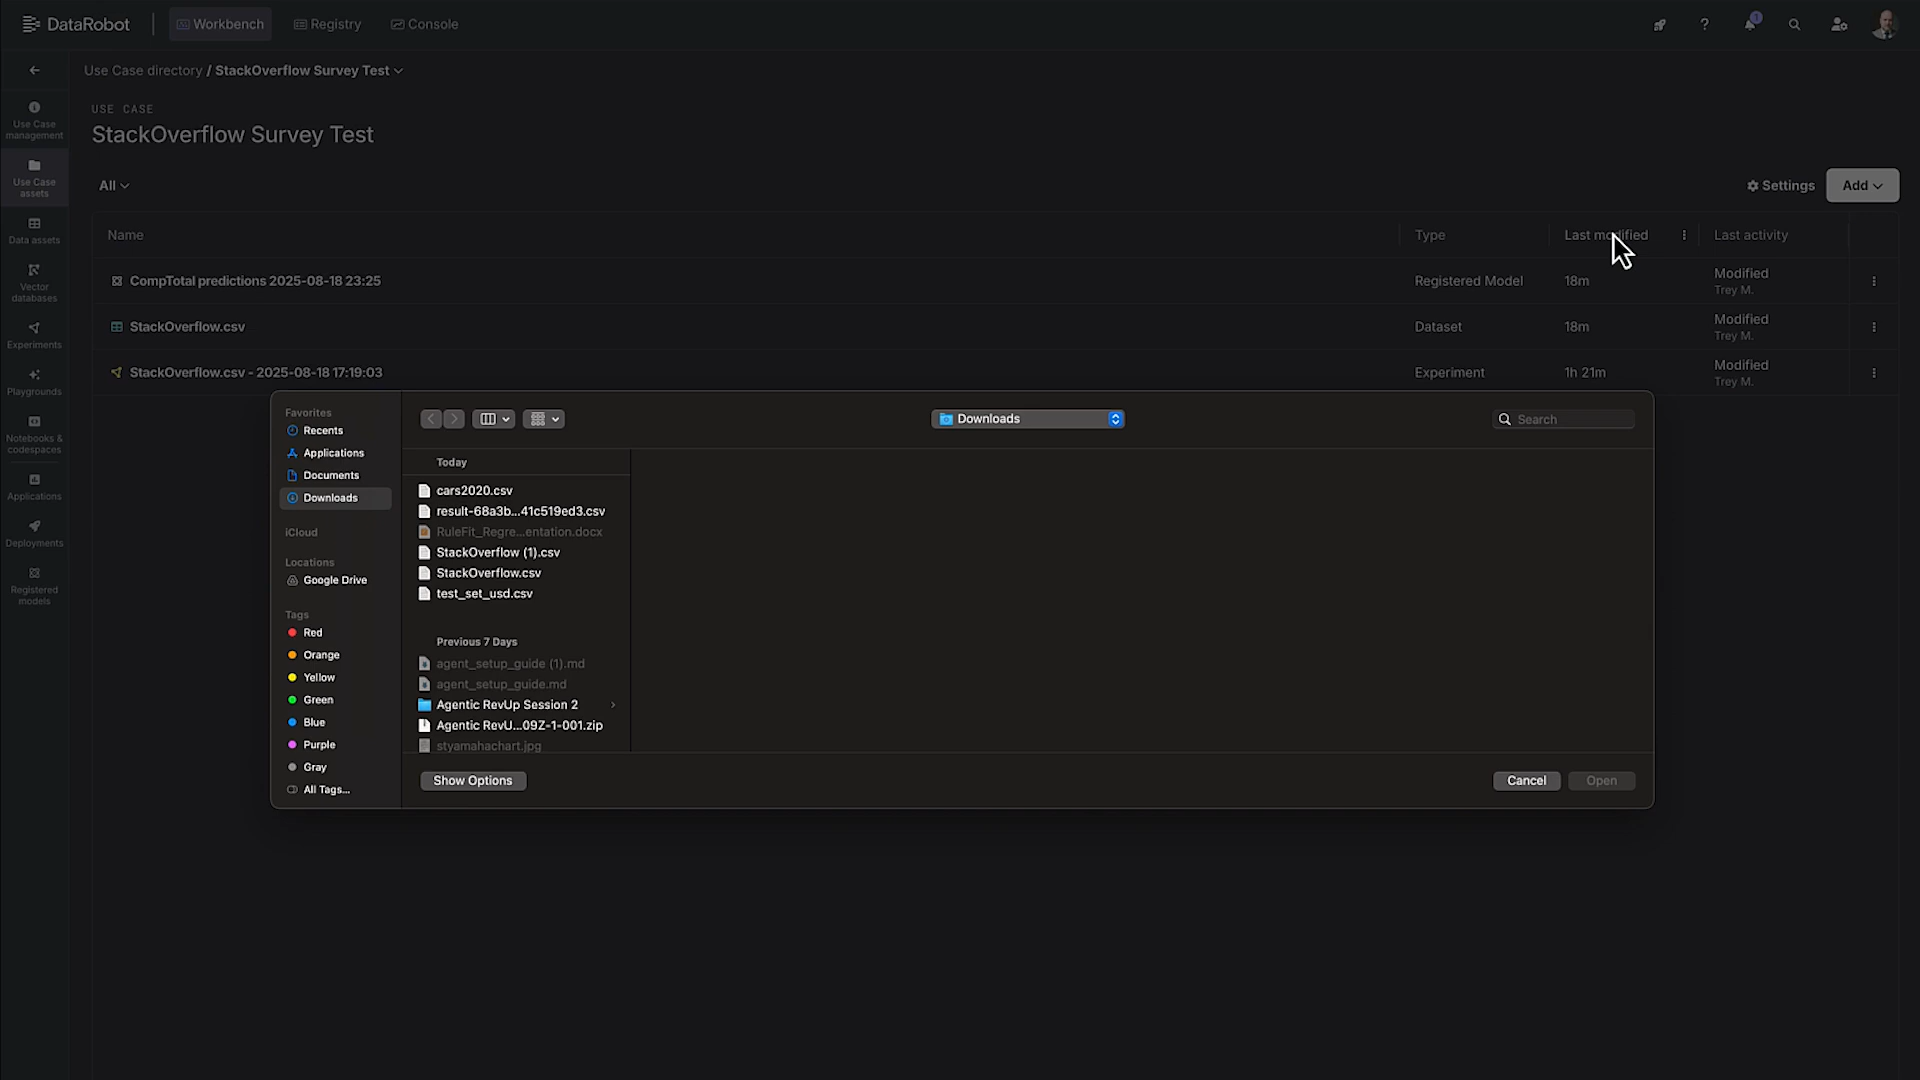 DataRobot
Workbench
Registry
Console
1
Use Case directory / StackOverflow Survey Test
USE CASE
StackOverflow Survey Test
Use Case management
Use Case assets
Data assets
Vector databases
Experiments
Playgrounds
Notebooks & codespaces
Applications
Deployments
Registered models
All
Settings
Add
Name
Type
Last modified
Last activity
CompTotal predictions 2025-08-18 23:25
Registered Model
18m
Modified
Trey M.
StackOverflow.csv
Dataset
18m
Modified
Trey M.
StackOverflow.csv - 2025-08-18 17:19:03
Experiment
1h 21m
Modified
Trey M.
Favorites
Recents
Applications
Documents
Downloads
iCloud
Locations
Google Drive
Tags
Red
Orange
Yellow
Green
Blue
Purple
Gray
All Tags...
Downloads
Search
Today
cars2020.csv
result-68a3b...41c519ed3.csv
RuleFit_Regre...entation.docx
StackOverflow (1).csv
StackOverflow.csv
test_set_usd.csv
Previous 7 Days
agent_setup_guide (1).md
agent_setup_guide.md
Agentic RevUp Session 2
Agentic RevU...09Z-1-001.zip
styamahachart.jpg
Show Options
Cancel
Open